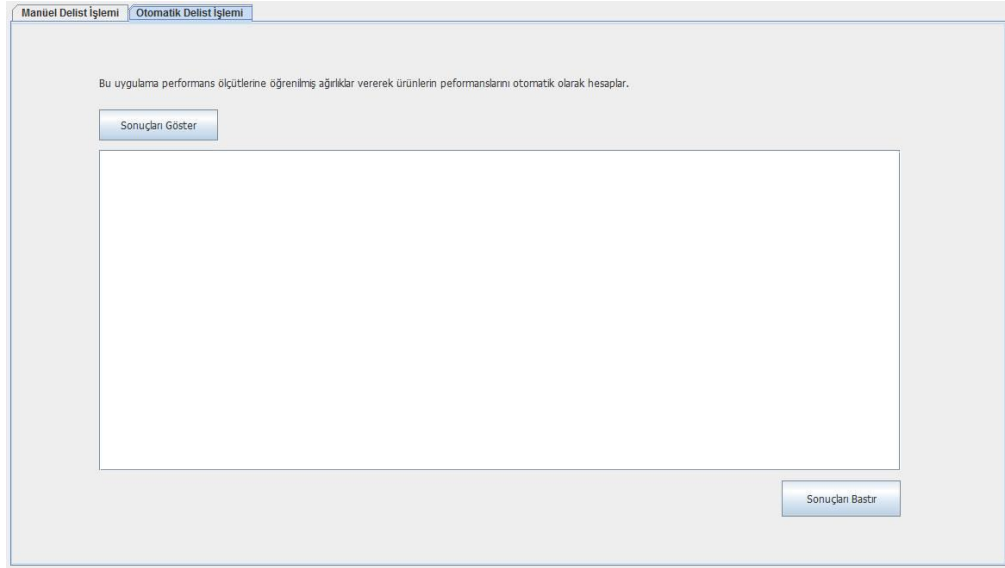 Manüel Delist İşlemi Otomatik Delist İşlemi
Bu uygulama performans ölçütlerine öğrenilmiş ağırlıklar vererek ürünlerin peformanslarını otomatik olarak hesaplar.
Sonuçları Göster
Sonuçları Bastır